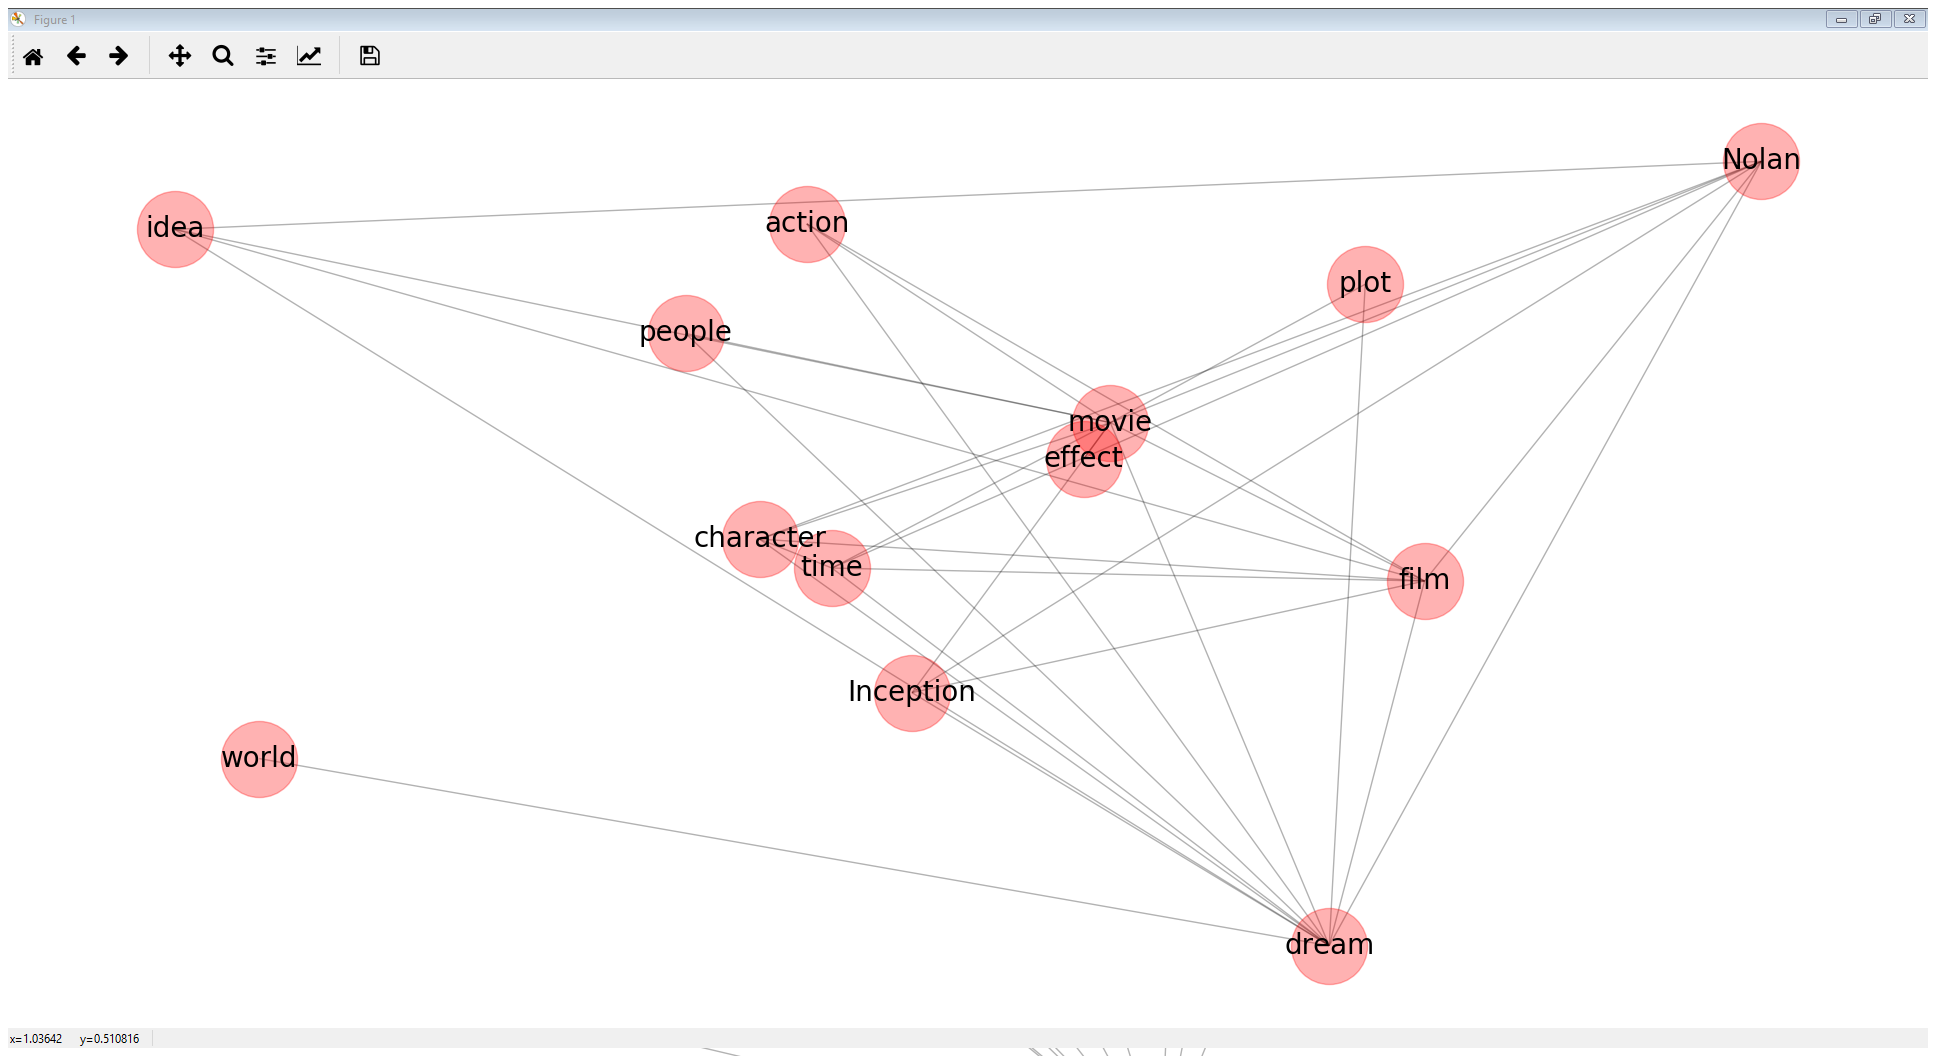 Figure 1
Nolan
idea
action
plot
people
movie
effect
character
time
film
Inception
world
dream
x=1.03642 y=0.510816